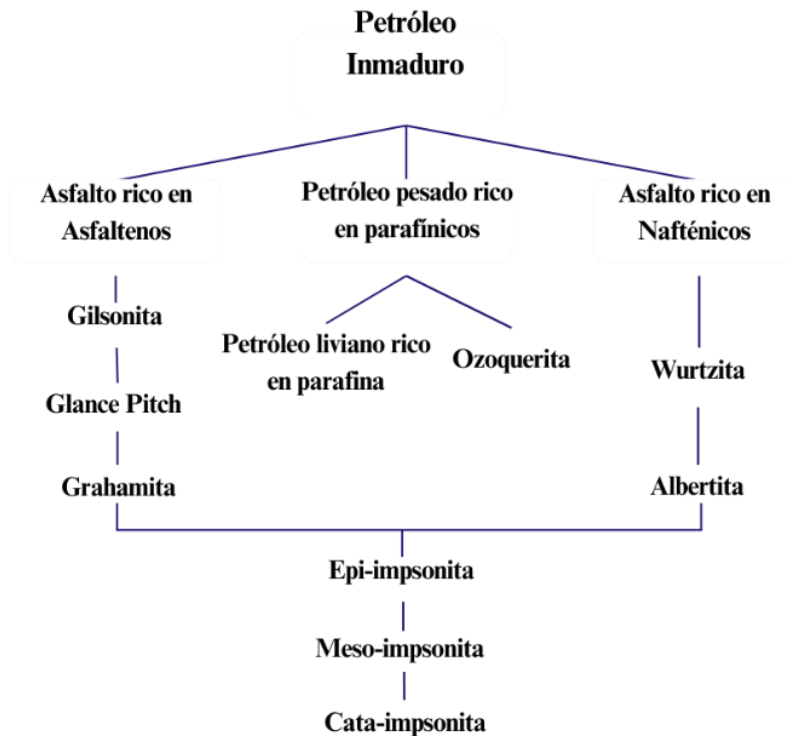 Petróleo
Inmaduro
Asfalto rico en
Asfaltenos
Petróleo pesado rico
en parafínicos
Asfalto rico en
Nafténicos
Gilsonita
Glance Pitch
Grahamita
Petróleo liviano rico
en parafina
Ozoquerita
Wurtzita
Albertita
Epi-impsonita
Meso-impsonita
Cata-impsonita